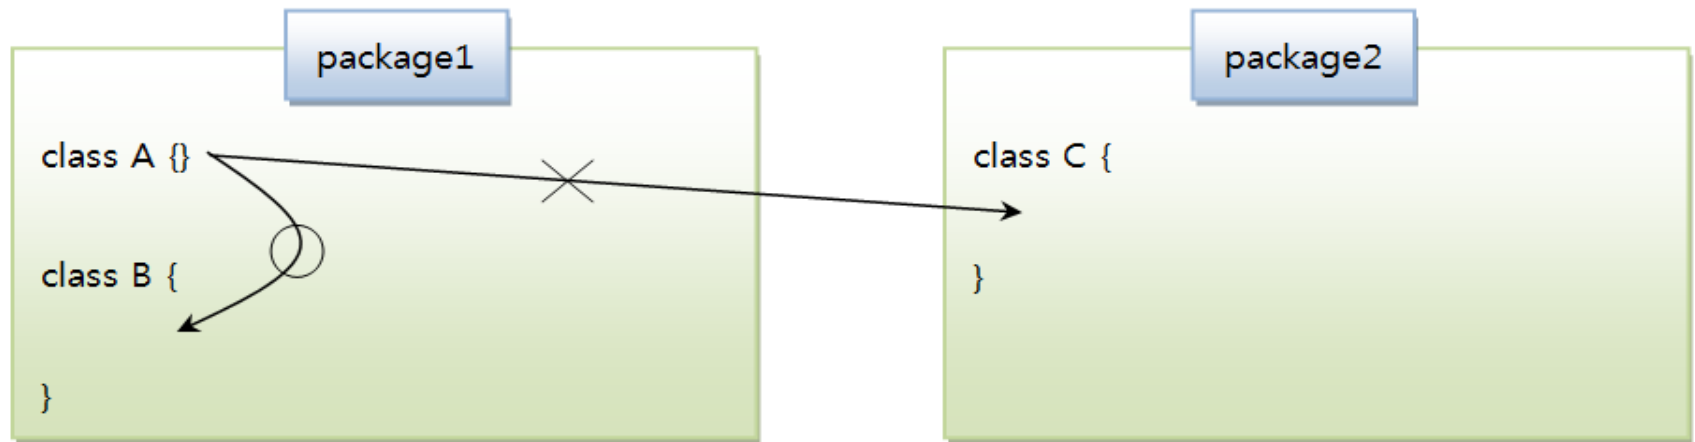 package1
class A {}
class B {
}
package2
class C {
}